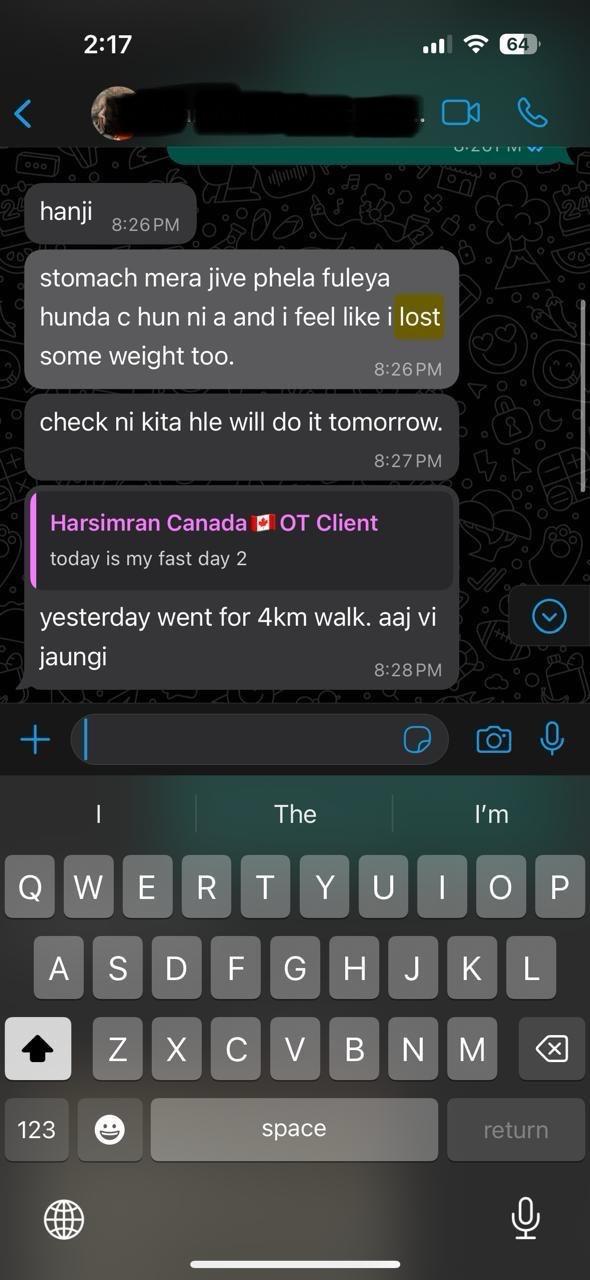 2:17
64
hanji
8:26 PM
stomach mera jive phela fuleya
hunda c hun ni a and i feel like i lost
some weight too.
8:26 PM
check ni kita hle will do it tomorrow.
8:27 PM
Harsimran Canada🇨🇦OT Client
today is my fast day 2
yesterday went for 4km walk. aaj vi
jaungi
8:28 PM
I
The
I’m
Q W E R T Y U I O P
A S D F G H J K L
Z X C V B N M
123
space
return